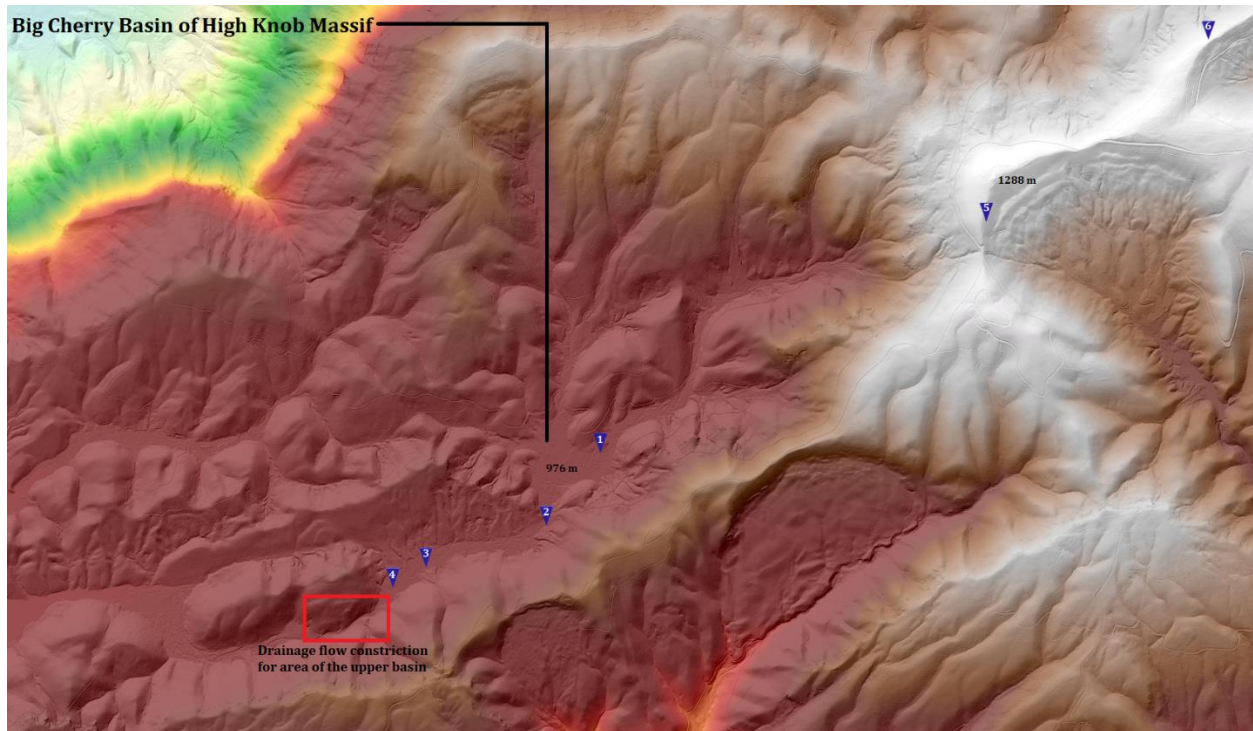 Big Cherry Basin of High Knob Massif
6
1288 m
5
1
976 m
2
3
4
Drainage flow constriction
for area of the upper basin